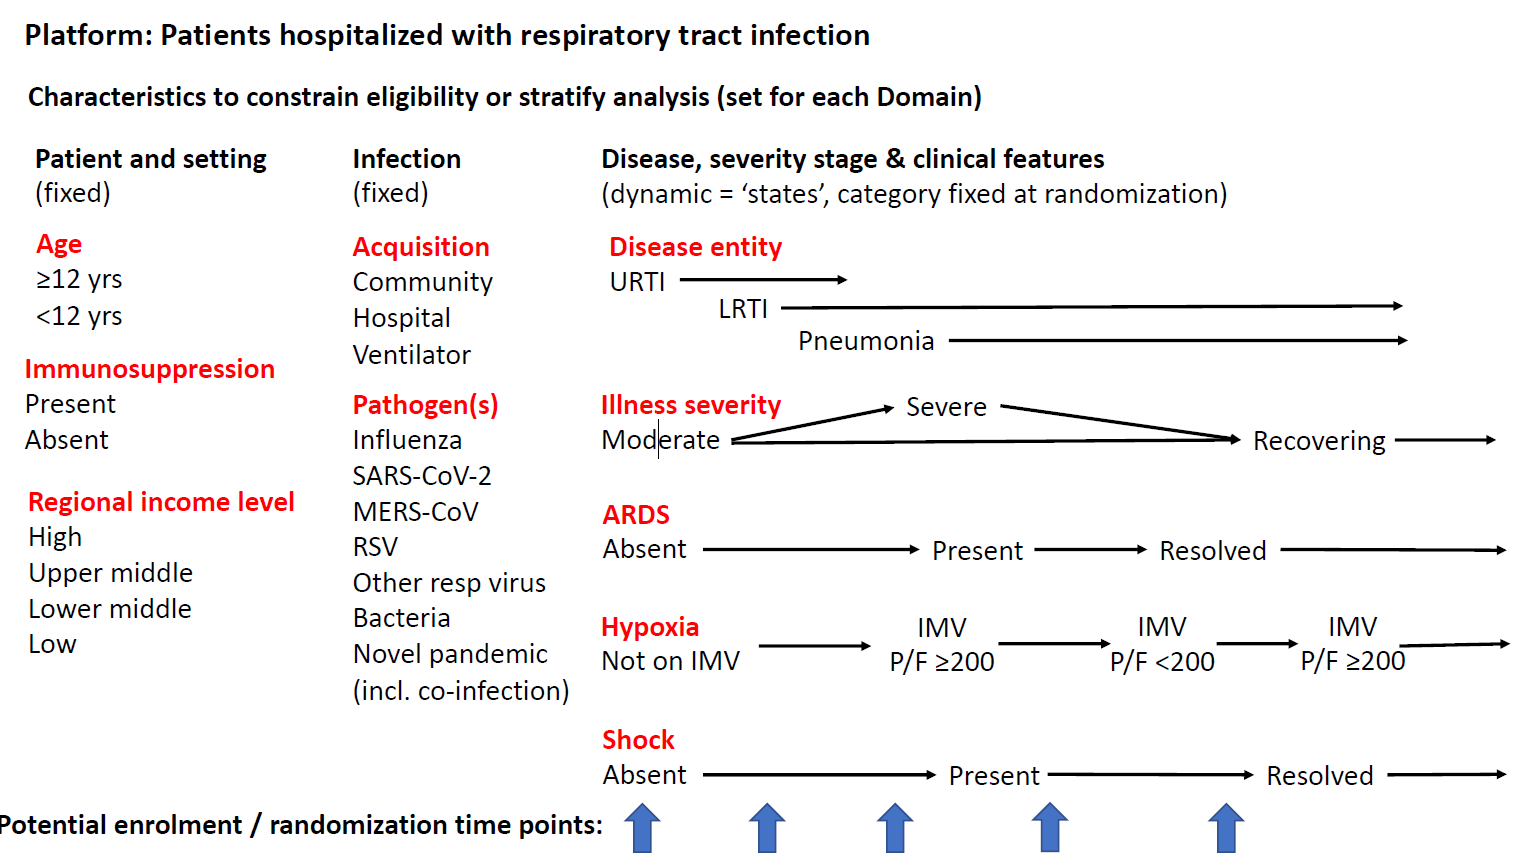 Platform: Patients hospitalized with respiratory tract infection
Characteristics to constrain eligibility or stratify analysis (set for each Domain)
Patient and setting
(fixed)
Age
≥12 yrs
<12 yrs
Immunosuppression
Present
Absent
Regional income level
High
Upper middle
Lower middle
Low
Infection
(fixed)
Acquisition
Community
Hospital
Ventilator
Pathogen(s)
Influenza
SARS-CoV-2
MERS-CoV
RSV
Other resp virus
Bacteria
Novel pandemic
(incl. co-infection)
Disease, severity stage & clinical features
(dynamic = ‘states’, category fixed at randomization)
Disease entity
URTI
LRTI
Pneumonia
Illness severity
Severe
Moderate
Recovering
ARDS
Absent
Present
Resolved
Hypoxia
Not on IMV
IMV
P/F ≥200
IMV
P/F <200
IMV
P/F ≥200
Shock
Absent
Present
Resolved
Potential enrolment / randomization time points: